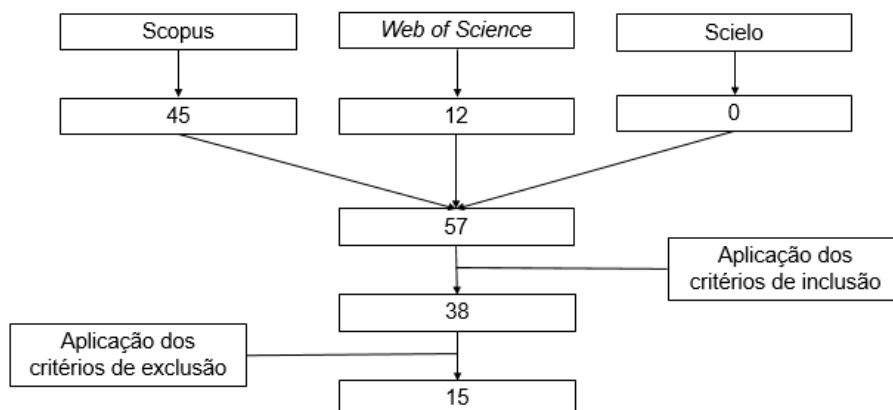 Scopus
Web of Science
Scielo
45
12
0
57
Aplicação dos
critérios de inclusão
38
Aplicação dos
critérios de exclusão
15